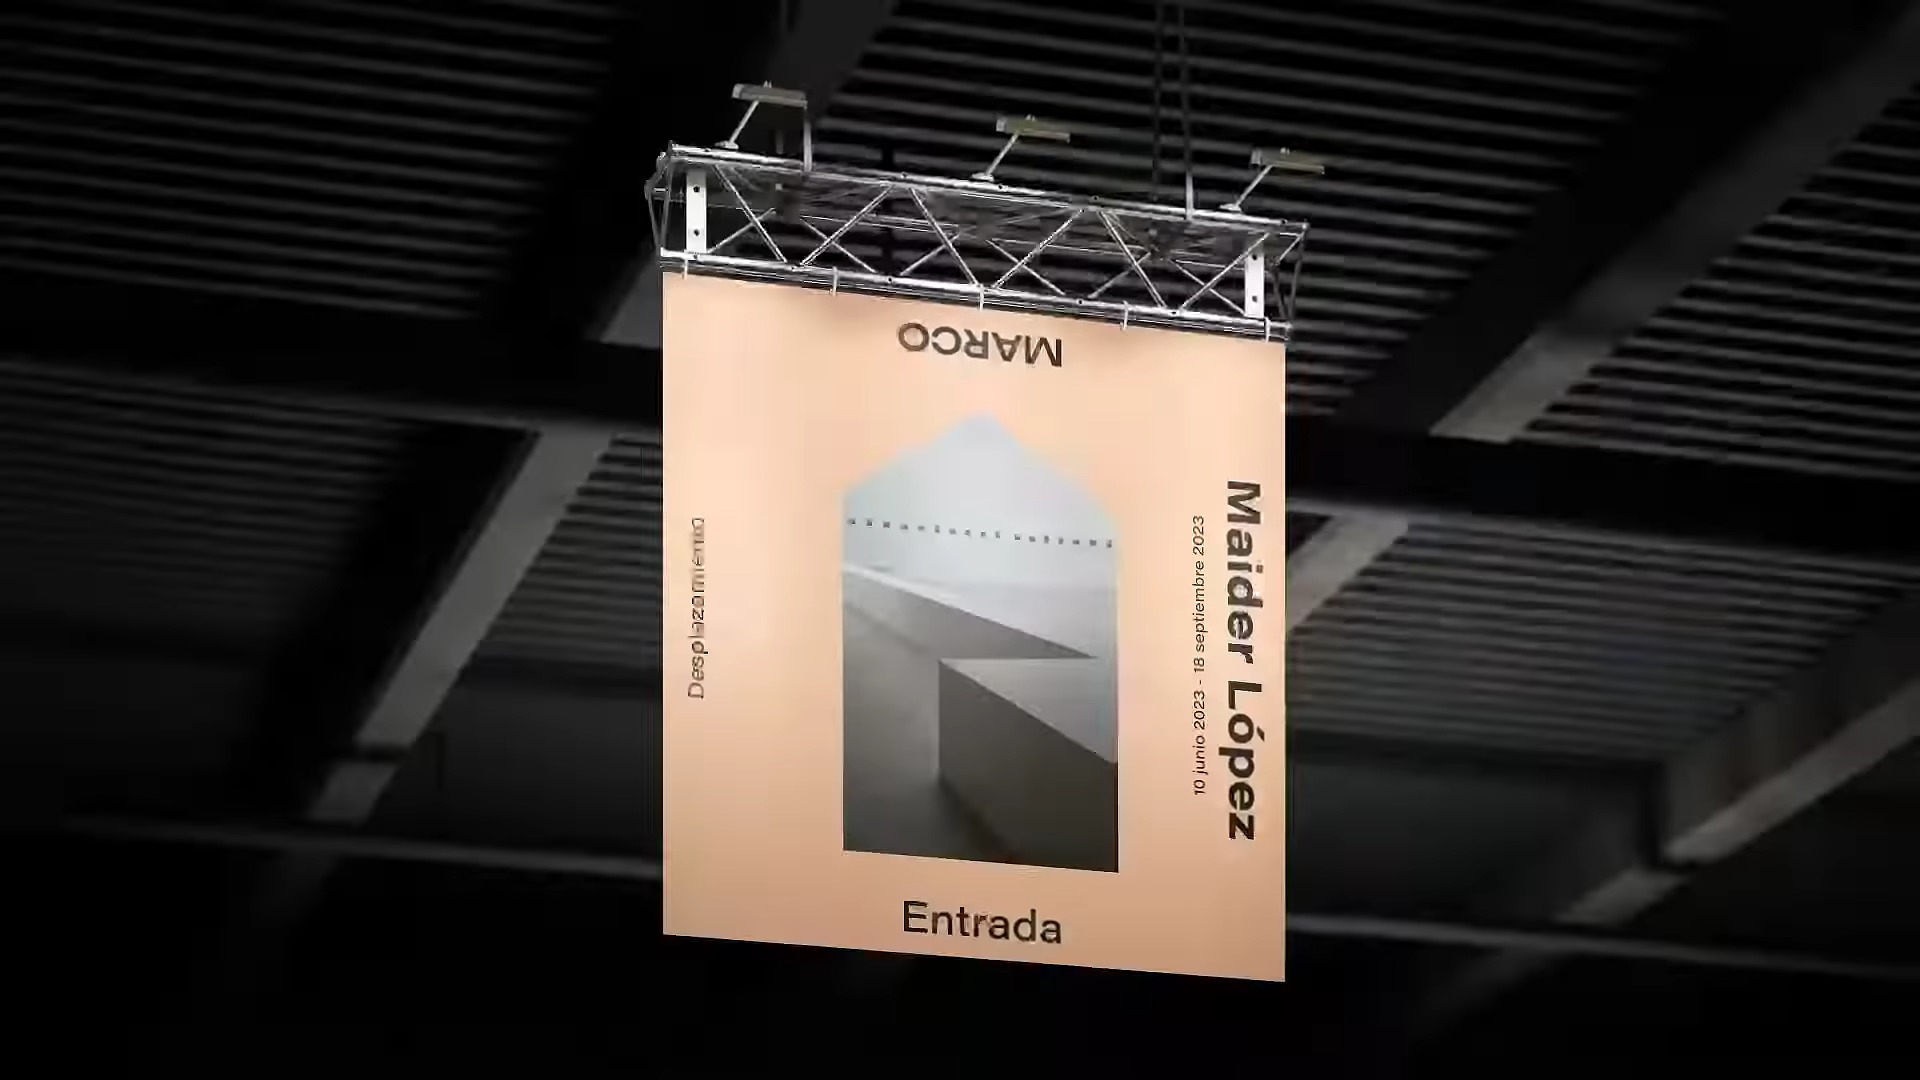 MARCO
Desplazamiento
Maider López
10 junio 2023 - 18 septiembre 2023
Entrada